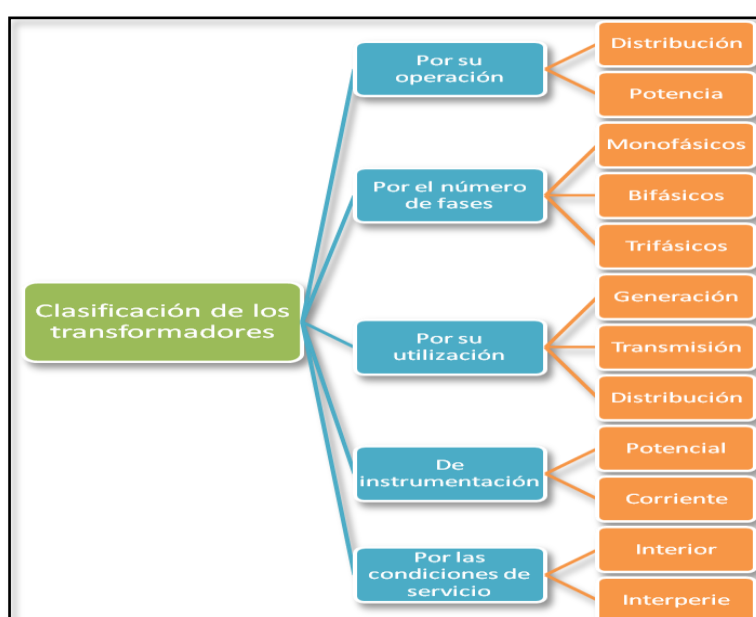 Clasificación de los
transformadores
Por su
operación
Distribución
Potencia
Por el número
de fases
Monofásicos
Bifásicos
Trifásicos
Por su
utilización
Generación
Transmisión
Distribución
De
instrumentación
Potencial
Corriente
Por las
condiciones de
servicio
Interior
Interperie